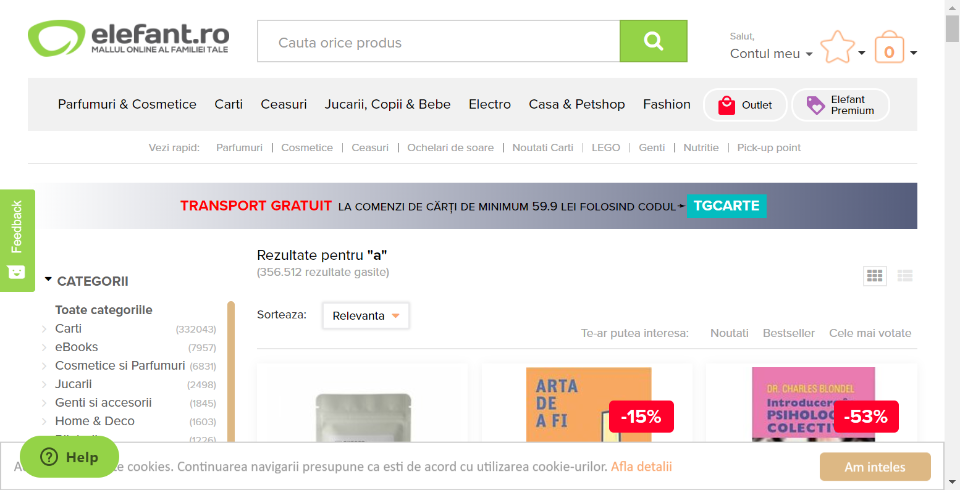 elefant.ro
MALLUL ONLINE AL FAMILIEI TALE
Cauta orice produs
Salut,
Contul meu
0
Parfumuri & Cosmetice Carti Ceasuri Jucarii, Copii & Bebe Electro Casa & Petshop Fashion Outlet Elefant Premium
Vezi rapid: Parfumuri | Cosmetice | Ceasuri | Ochelari de soare | Noutati Carti | LEGO | Genti | Nutritie | Pick-up point
TRANSPORT GRATUIT LA COMENZI DE CĂRȚI DE MINIMUM 59.9 LEI FOLOSIND CODUL TGCARTE
Feedback
Rezultate pentru "a"
(356.512 rezultate gasite)
CATEGORII
Toate categoriile
Carti (332043)
eBooks (7957)
Cosmetice si Parfumuri (6831)
Jucarii (2498)
Genti si accesorii (1845)
Home & Deco (1603)
(1226)
Sorteaza: Relevanta
Te-ar putea interesa: Noutati Bestseller Cele mai votate
ARTA
DE
A FI
-15%
DR. CHARLES BLONDEL
Introducere
PSIHOLOG
COLECTIV
-53%
Help
cookies. Continuarea navigarii presupune ca esti de acord cu utilizarea cookie-urilor. Afla detalii
Am inteles